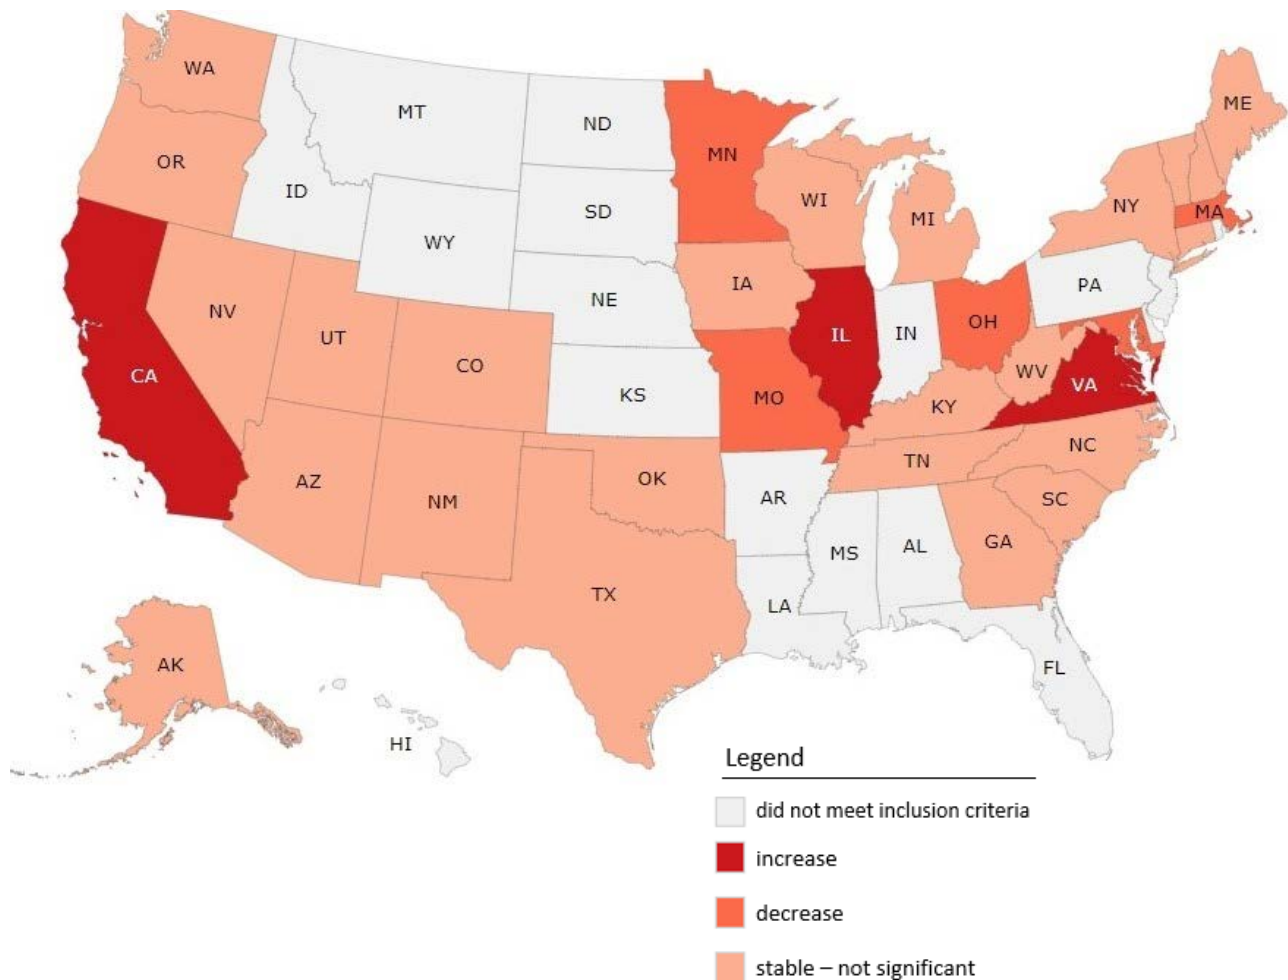 WA
ME
MT
ND
MN
OR
NY
WI
MA
ID
SD
MI
WY
IA
PA
NE
NV
OH
UT
IL
IN
CO
WV
CA
VA
KS
MO
KY
NC
TN
AZ
OK
NM
AR
SC
GA
AL
MS
TX
LA
AK
FL
HI
Legend
did not meet inclusion criteria
increase
decrease
stable – not significant